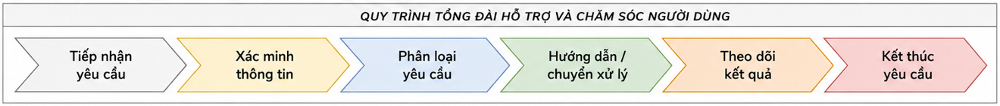 QUY TRÌNH TỔNG ĐÀI HỖ TRỢ VÀ CHĂM SÓC NGƯỜI DÙNG
Tiếp nhận
yêu cầu
Xác minh
thông tin
Phân loại
yêu cầu
Hướng dẫn /
chuyển xử lý
Theo dõi
kết quả
Kết thúc
yêu cầu